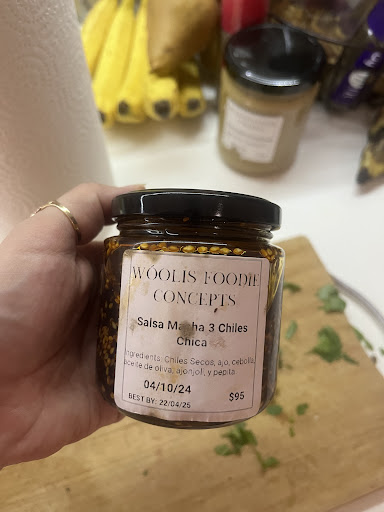 WÓOLIS FOODIE
CONCEPTS
Salsa Macha 3 Chiles
Chica
Ingredients: Chiles Secos, ajo, cebolla,
aceite de oliva, ajonjolí, y pepita
04/10/24
BEST BY: 22/04/25
$95